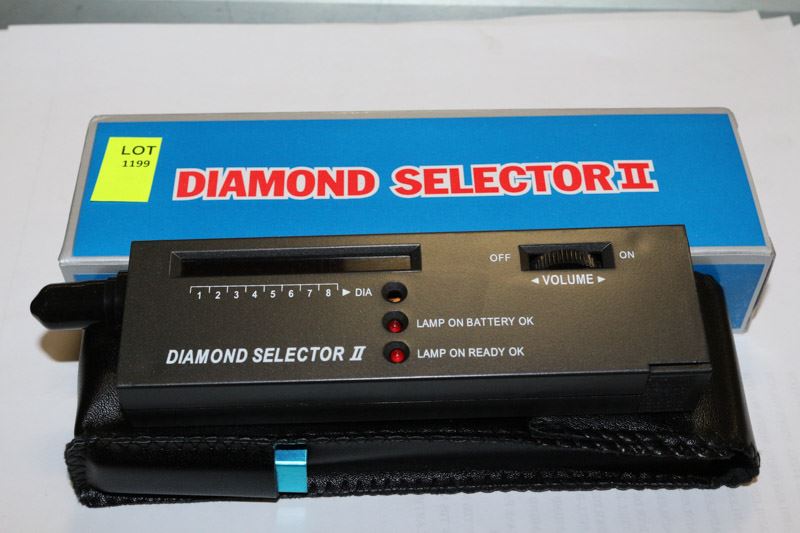 LOT
1199
DIAMOND SELECTOR II
OFF ON
◄ VOLUME ►
1 2 3 4 5 6 7 8 ► DIA
LAMP ON BATTERY OK
DIAMOND SELECTOR II
LAMP ON READY OK